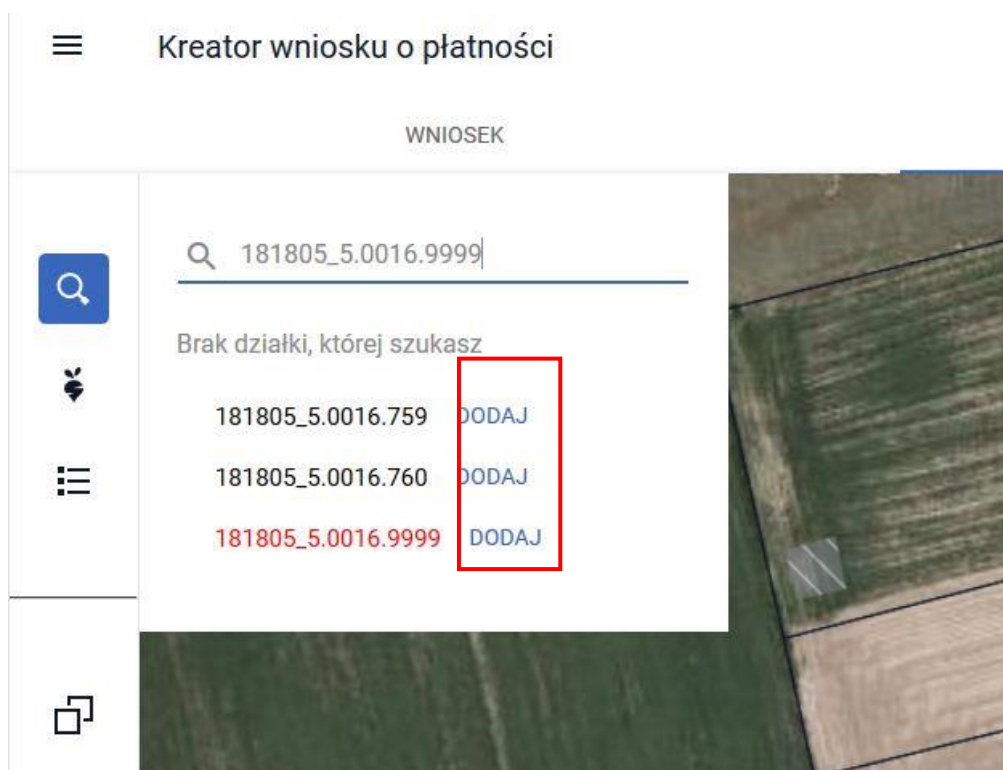 Kreator wniosku o płatności
WNIOSEK
181805_5.0016.9999
Brak działki, której szukasz
181805_5.0016.759 DODAJ
181805_5.0016.760 DODAJ
181805_5.0016.9999 DODAJ